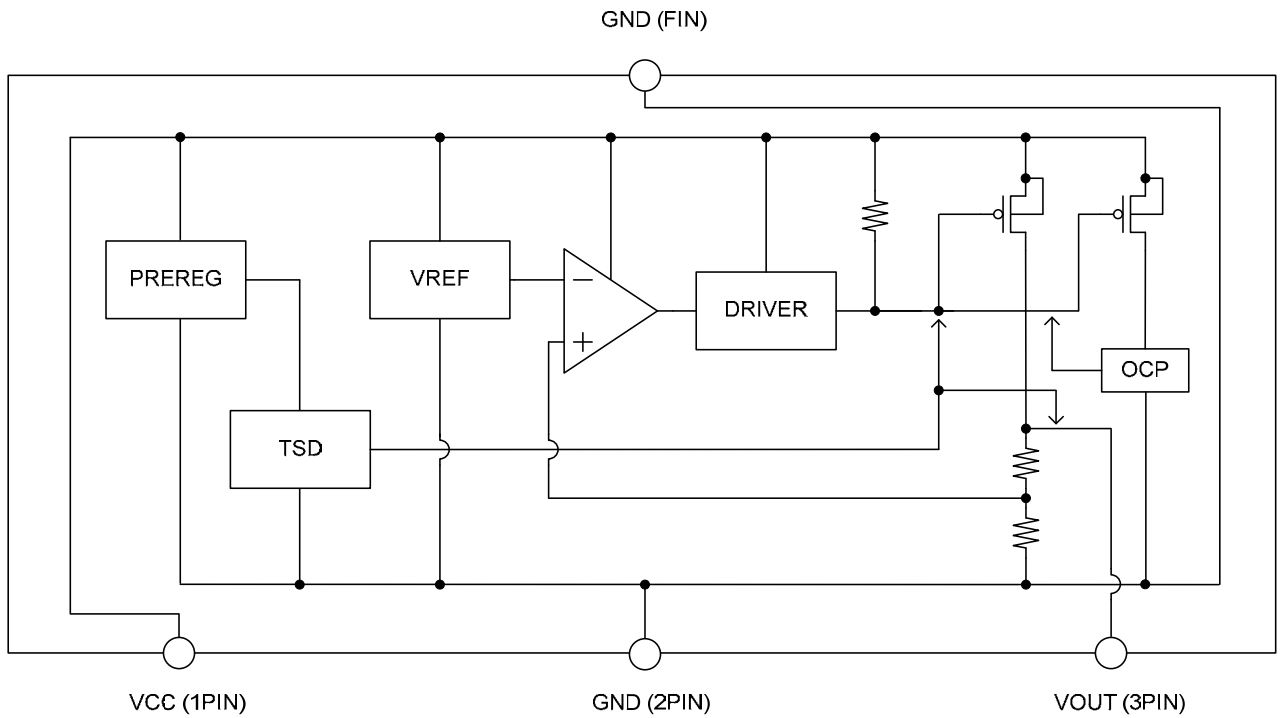 GND (FIN)
PREREG
VREF
−
+
DRIVER
OCP
TSD
VCC (1PIN)
GND (2PIN)
VOUT (3PIN)